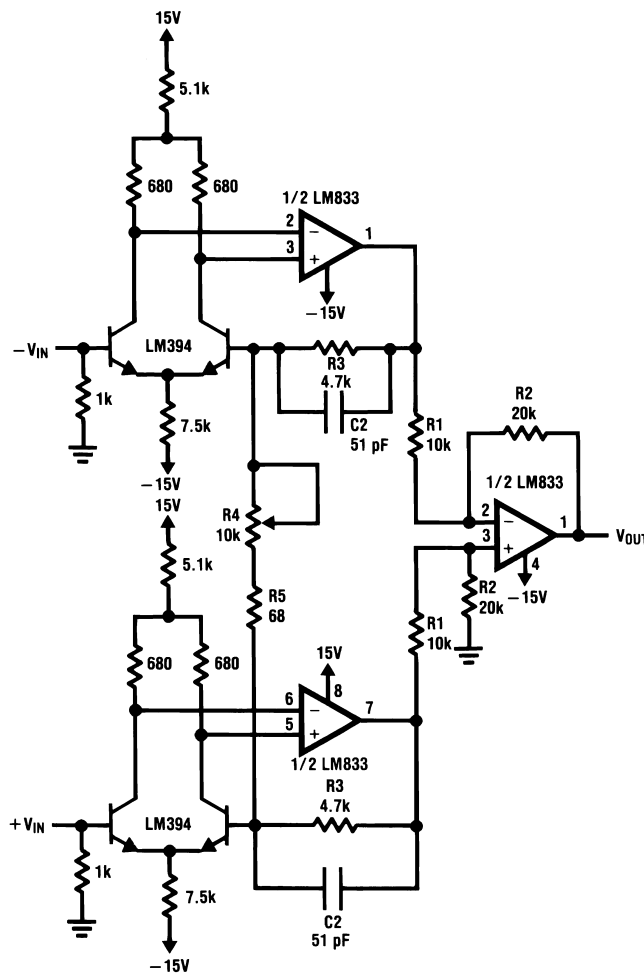 15V
5.1k
680
680
1/2 LM833
2
3
1
−
+
−15V
−VIN
LM394
R3
4.7k
C2
51 pF
1k
7.5k
−15V
R1
10k
R2
20k
1/2 LM833
2
3
1
−
+
4
−15V
VOUT
R2
20k
15V
5.1k
R4
10k
R5
68
R1
10k
680
680
15V
8
6
5
7
−
+
1/2 LM833
R3
4.7k
+VIN
LM394
1k
7.5k
C2
51 pF
−15V